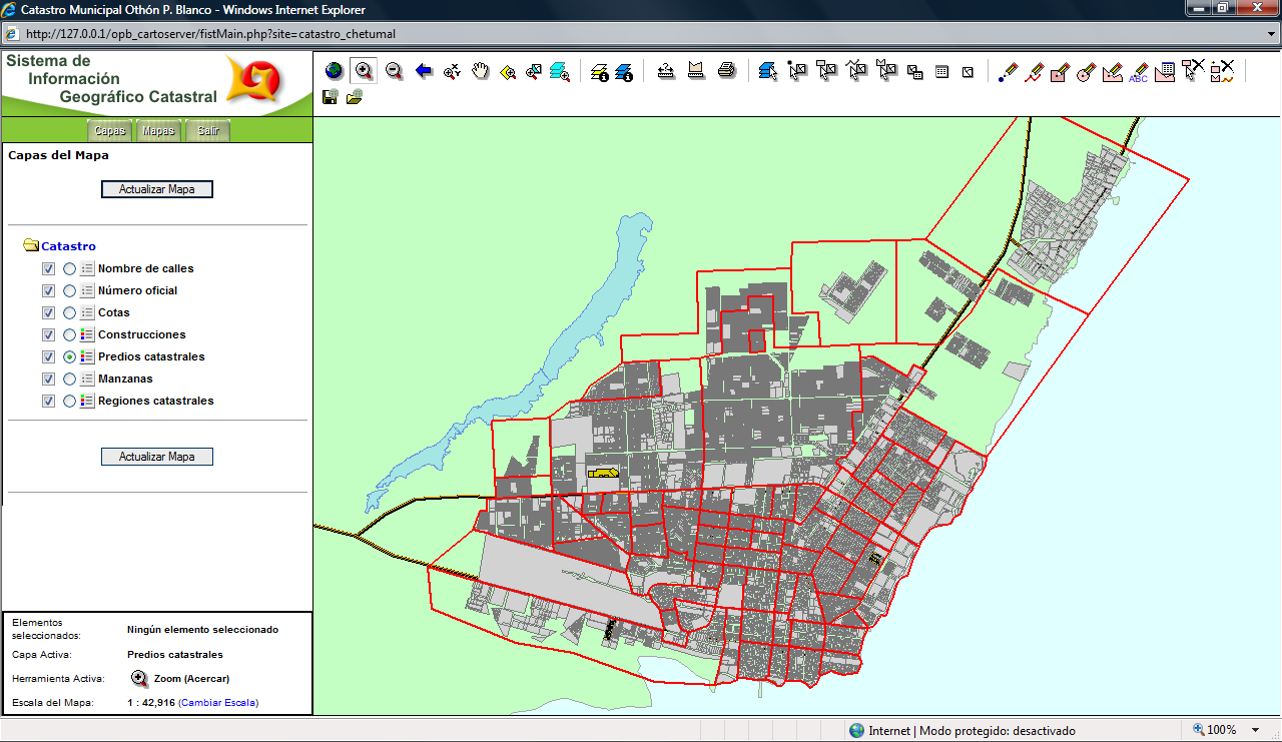 Catastro Municipal Othón P. Blanco - Windows Internet Explorer
http://127.0.0.1/opb_cartoserver/fistMain.php?site=catastro_chetumal
Sistema de
Información
Geográfico Catastral
Capas
Mapas
Salir
ABC
Capas del Mapa
Actualizar Mapa
Catastro
Nombre de calles
Número oficial
Cotas
Construcciones
Predios catastrales
Manzanas
Regiones catastrales
Actualizar Mapa
Elementos
seleccionados: Ningún elemento seleccionado
Capa Activa: Predios catastrales
Herramienta Activa: Zoom (Acercar)
Escala del Mapa: 1 : 42,916 (Cambiar Escala)
Internet | Modo protegido: desactivado
100%